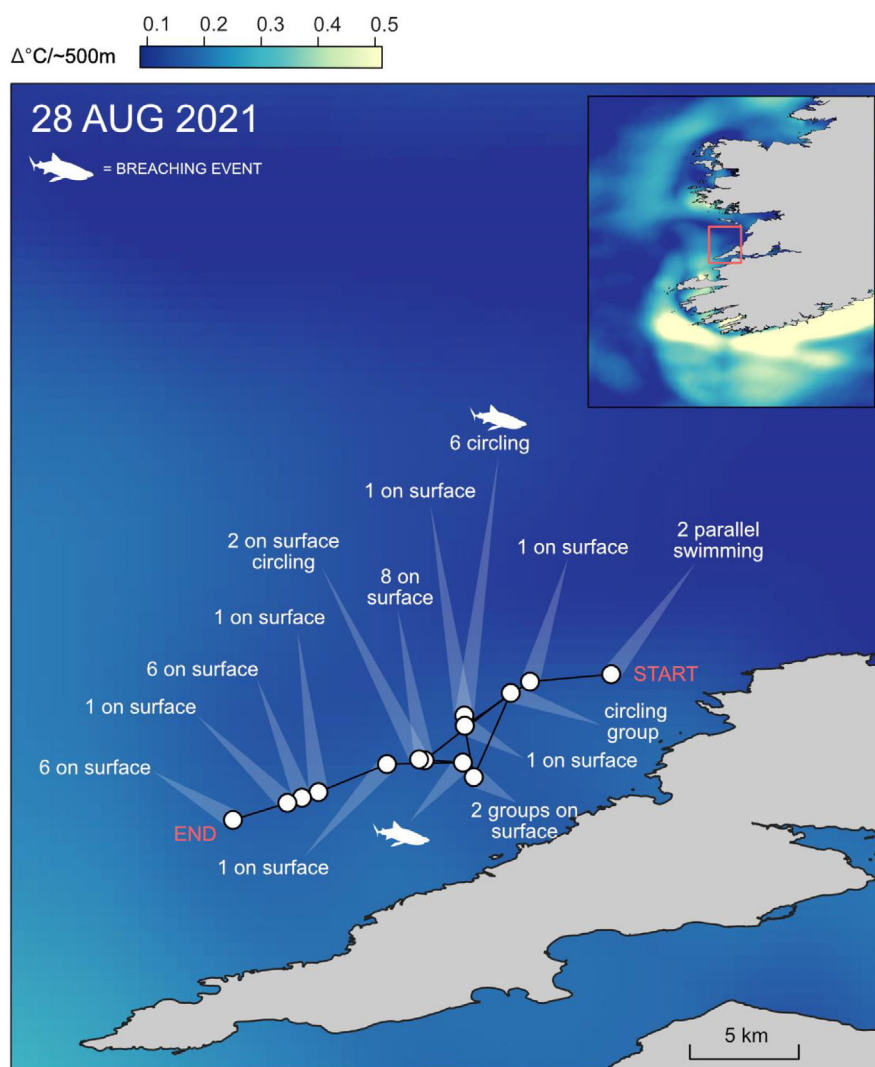 0.1 0.2 0.3 0.4 0.5
Δ°C/~500m
28 AUG 2021
= BREACHING EVENT
6 circling
1 on surface
2 on surface
circling
8 on
surface
1 on surface
2 parallel
swimming
1 on surface
6 on surface
1 on surface
6 on surface
START
circling
group
1 on surface
2 groups on
surface
END
1 on surface
5 km